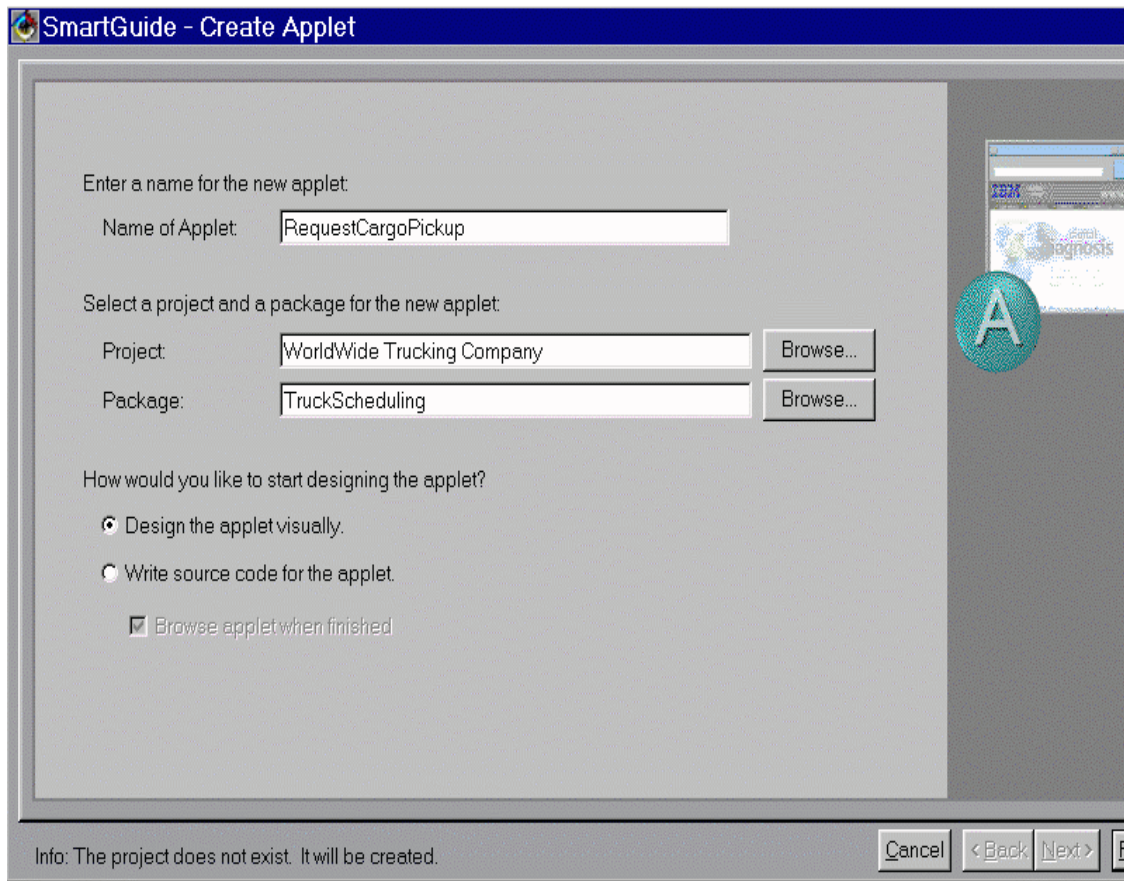 SmartGuide - Create Applet
IBM
Enter a name for the new applet:
Name of Applet: RequestCargoPickup
Select a project and a package for the new applet:
Project: WorldWide Trucking Company Browse...
Package: TruckScheduling Browse...
A
How would you like to start designing the applet?
Design the applet visually.
Write source code for the applet.
Browse applet when finished
Info: The project does not exist. It will be created.
Cancel < Back Next >